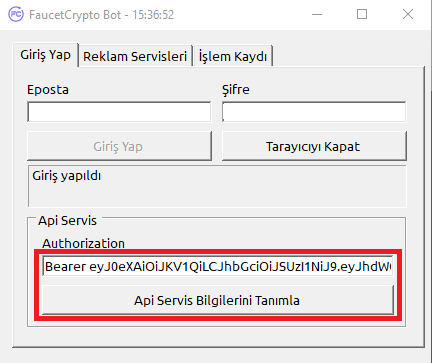 FaucetCrypto Bot - 15:36:52
Giriş Yap Reklam Servisleri İşlem Kaydı
Eposta Şifre
Giriş Yap Tarayıcıyı Kapat
Giriş yapıldı
Api Servis
Authorization
Bearer eyJ0eXAiOiJKV1QiLCJhbGciOiJSUzI1NiJ9.eyJhdW
Api Servis Bilgilerini Tanımla